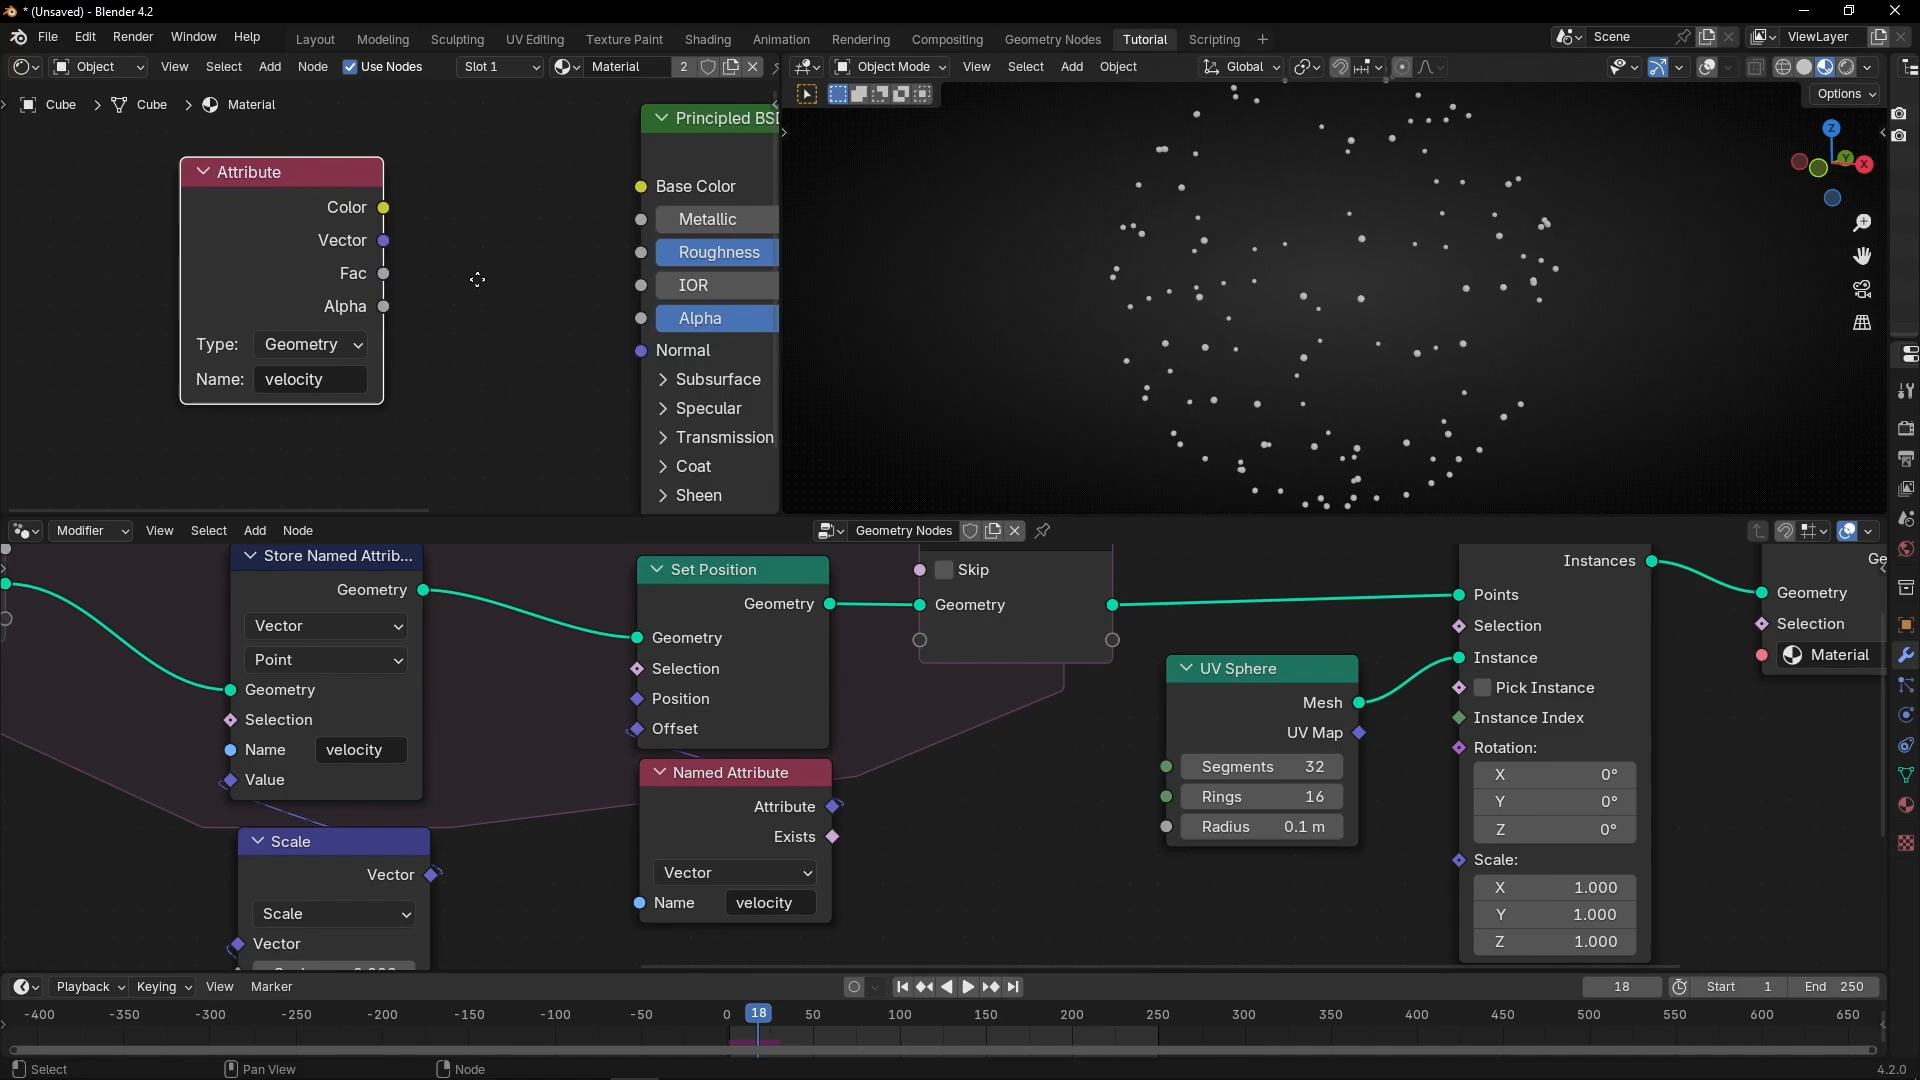 * (Unsaved) - Blender 4.2
File Edit Render Window Help Layout Modeling Sculpting UV Editing Texture Paint Shading Animation Rendering Compositing Geometry Nodes Tutorial Scripting + Scene ViewLayer
Object View Select Add Node Use Nodes Slot 1 Material 2
Object Mode View Select Add Object Global
Options
Cube > Cube > Material
Attribute
Color
Vector
Fac
Alpha
Type: Geometry
Name: velocity
Principled BSD
Base Color
Metallic
Roughness
IOR
Alpha
Normal
Subsurface
Specular
Transmission
Coat
Sheen
Z
Y
X
Modifier View Select Add Node Geometry Nodes
Store Named Attrib...
Geometry
Vector
Point
Geometry
Selection
Name velocity
Value
Scale
Vector
Scale
Vector
Set Position
Geometry
Geometry
Selection
Position
Offset
Named Attribute
Attribute
Exists
Vector
Name velocity
Skip
Geometry
UV Sphere
Mesh
UV Map
Segments 32
Rings 16
Radius 0.1 m
Instances
Points
Selection
Instance
Pick Instance
Instance Index
Rotation:
X 0°
Y 0°
Z 0°
Scale:
X 1.000
Y 1.000
Z 1.000
Ge
Geometry
Selection
Material
Playback Keying View Marker 18 Start 1 End 250
-400 -350 -300 -250 -200 -150 -100 -50 0 18 50 100 150 200 250 300 350 400 450 500 550 600 650
Select Pan View Node 4.2.0